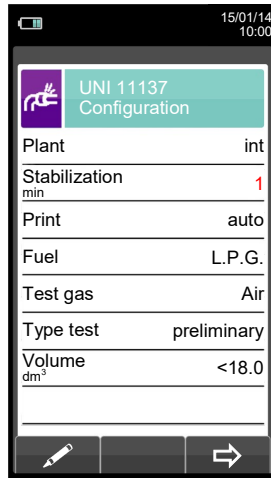 15/01/14
10:00
UNI 11137
Configuration
Plant int
Stabilization 1
min
Print auto
Fuel L.P.G.
Test gas Air
Type test preliminary
Volume <18.0
dm³